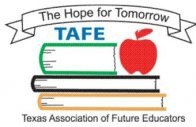 The Hope for Tomorrow
TAFE
Texas Association of Future Educators